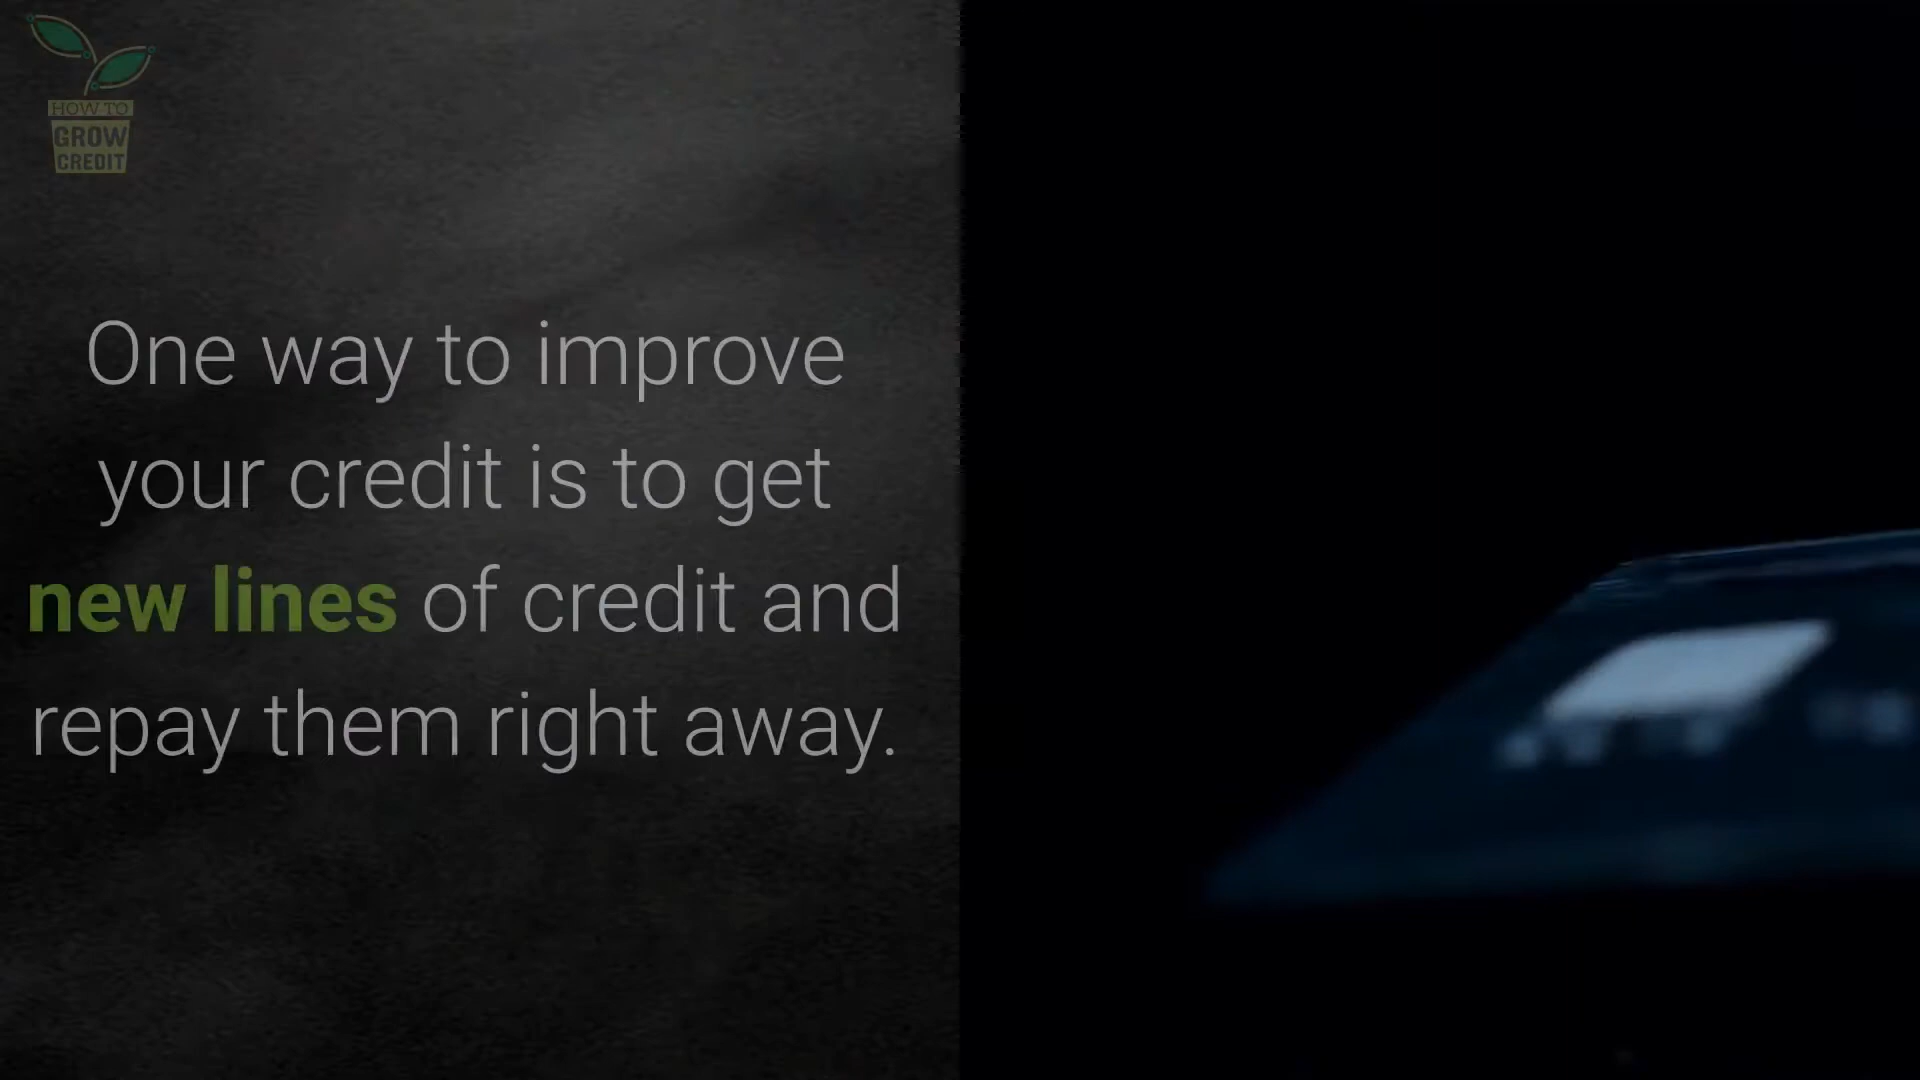 HOW TO
GROW
CREDIT
One way to improve
your credit is to get
new lines of credit and
repay them right away.